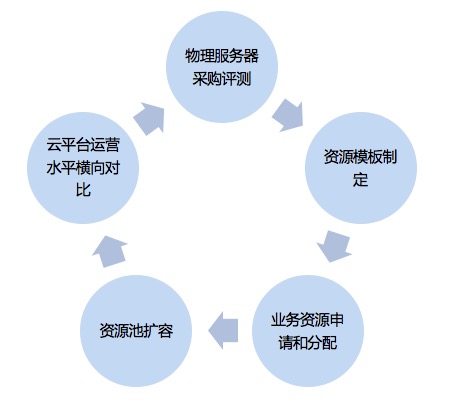 物理服务器
采购评测
资源模板制
定
业务资源申
请和分配
资源池扩容
云平台运营
水平横向对
比